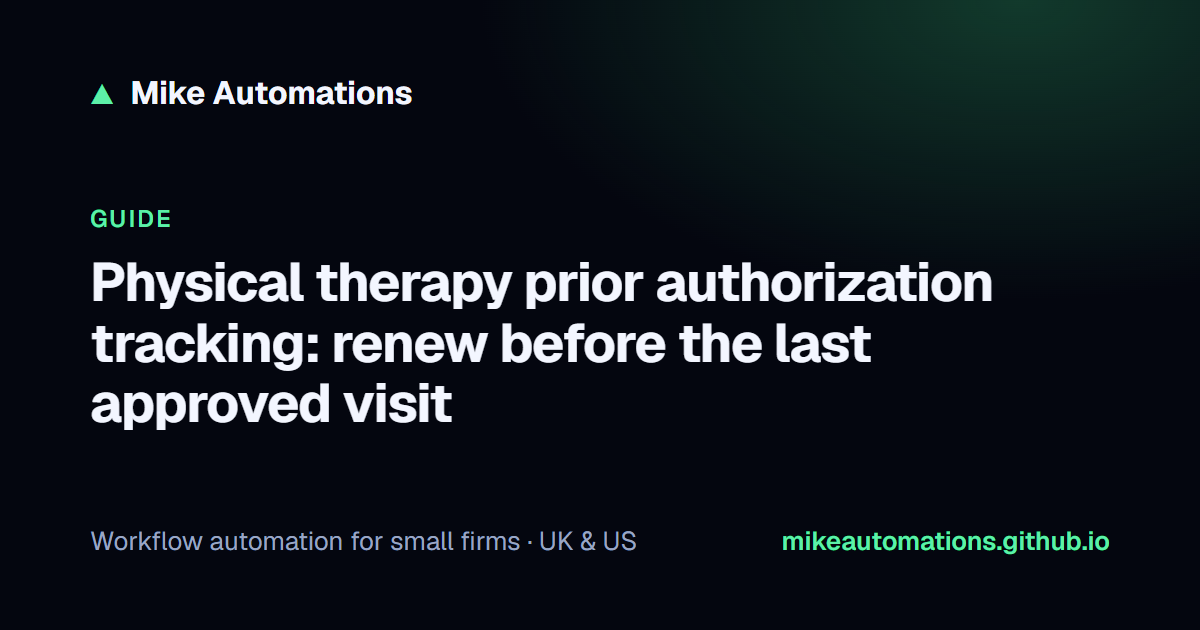 Mike Automations
GUIDE
Physical therapy prior authorization
tracking: renew before the last
approved visit
Workflow automation for small firms · UK & US
mikeautomations.github.io